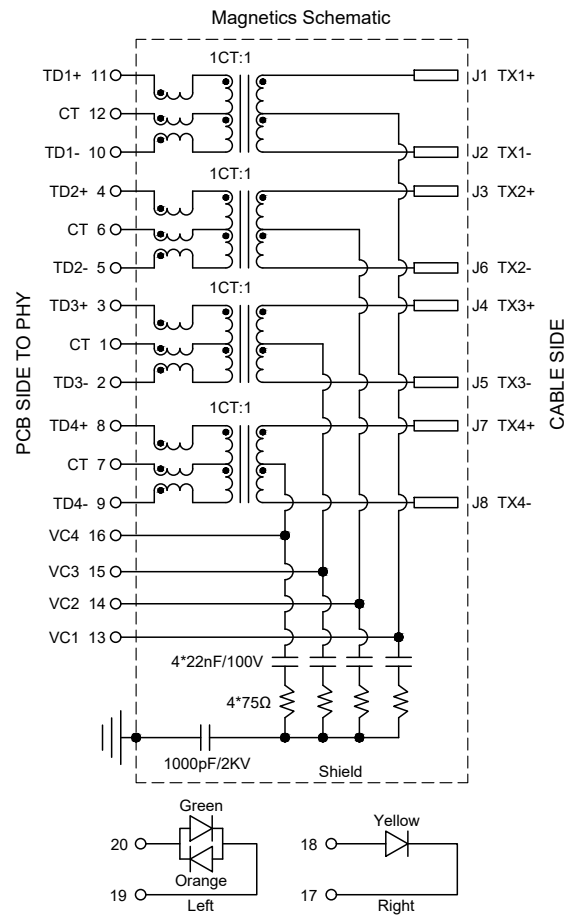 Magnetics Schematic
1CT:1
TD1+ 11
J1 TX1+
CT 12
TD1- 10
J2 TX1-
1CT:1
TD2+ 4
J3 TX2+
CT 6
TD2- 5
J6 TX2-
1CT:1
TD3+ 3
J4 TX3+
CT 1
TD3- 2
J5 TX3-
1CT:1
TD4+ 8
J7 TX4+
CT 7
TD4- 9
J8 TX4-
PCB SIDE TO PHY
CABLE SIDE
VC4 16
VC3 15
VC2 14
VC1 13
4*22nF/100V
4*75Ω
1000pF/2KV
Shield
Green
20
Orange
19
Left
Yellow
18
17
Right